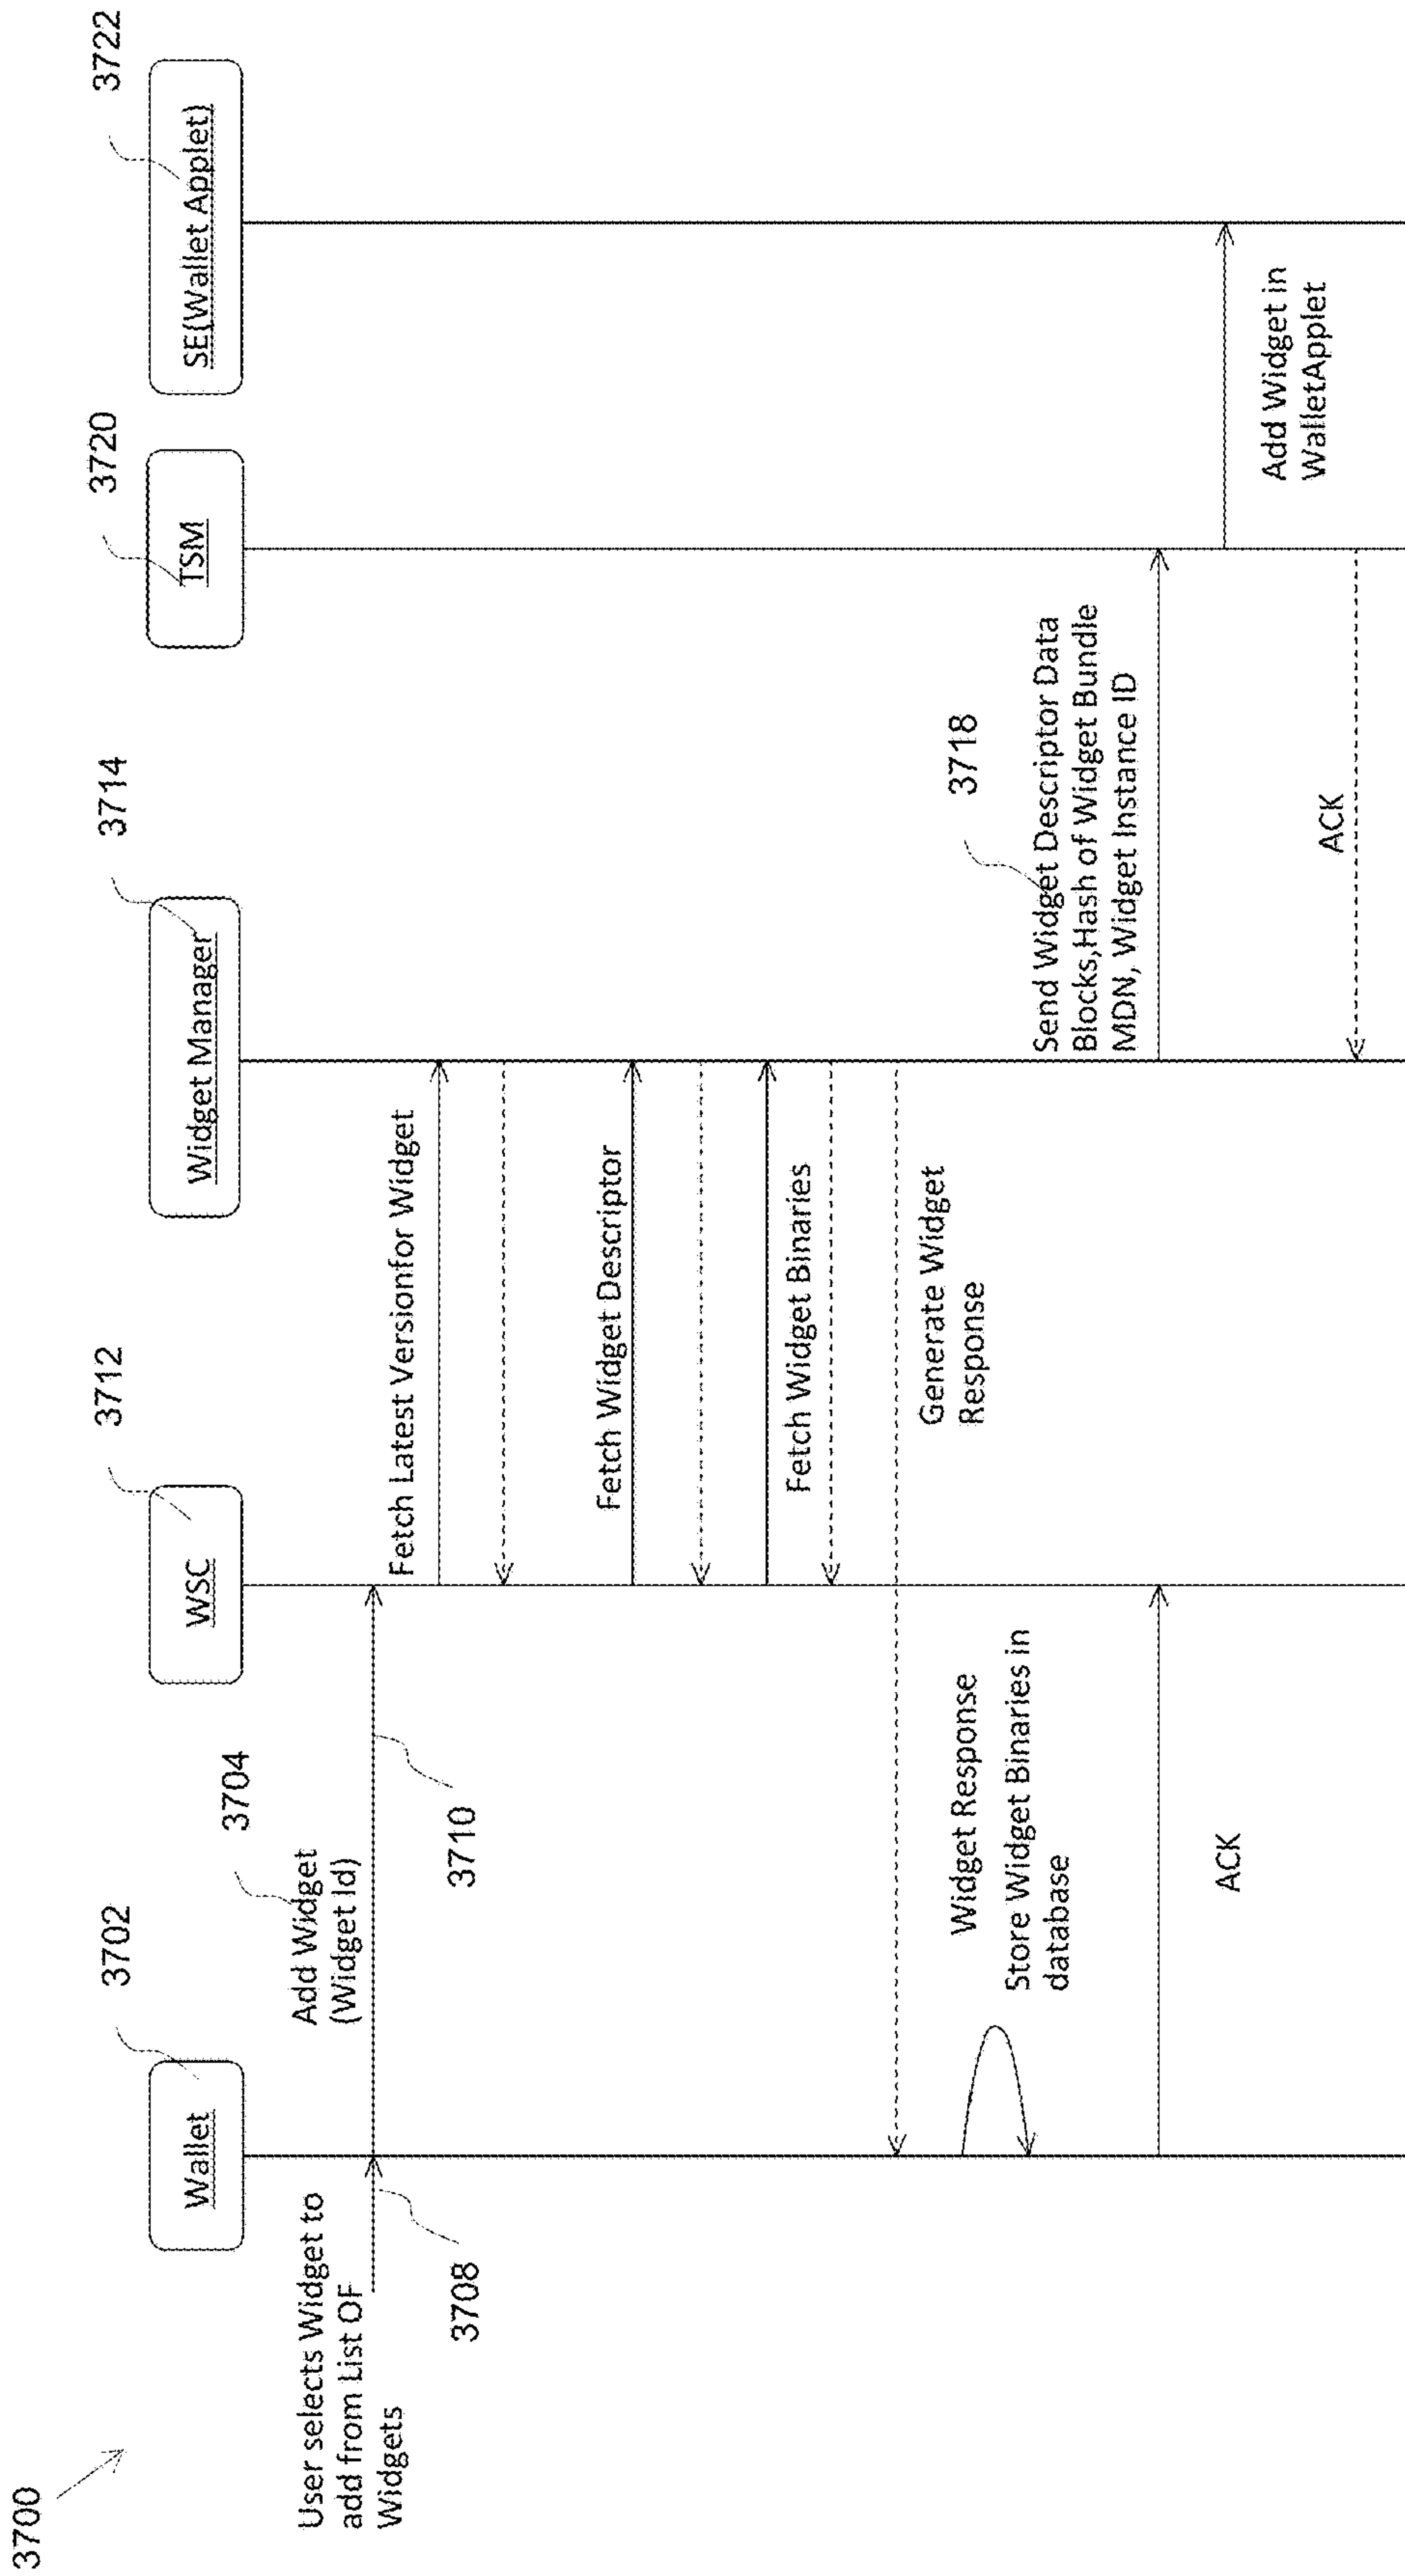 3700
3702
Wallet
3712
WSC
3714
Widget Manager
3720
TSM
3722
SE(Wallet Applet)
User selects Widget to
add from List OF
Widgets
3708
3704
Add Widget
(Widget Id)
3710
Fetch Latest Versionfor Widget
Fetch Widget Descriptor
Fetch Widget Binaries
Generate Widget
Response
Widget Response
Store Widget Binaries in
database
ACK
3718
Send Widget Descriptor Data
Blocks,Hash of Widget Bundle
MDN, Widget Instance ID
Add Widget in
WalletApplet
ACK